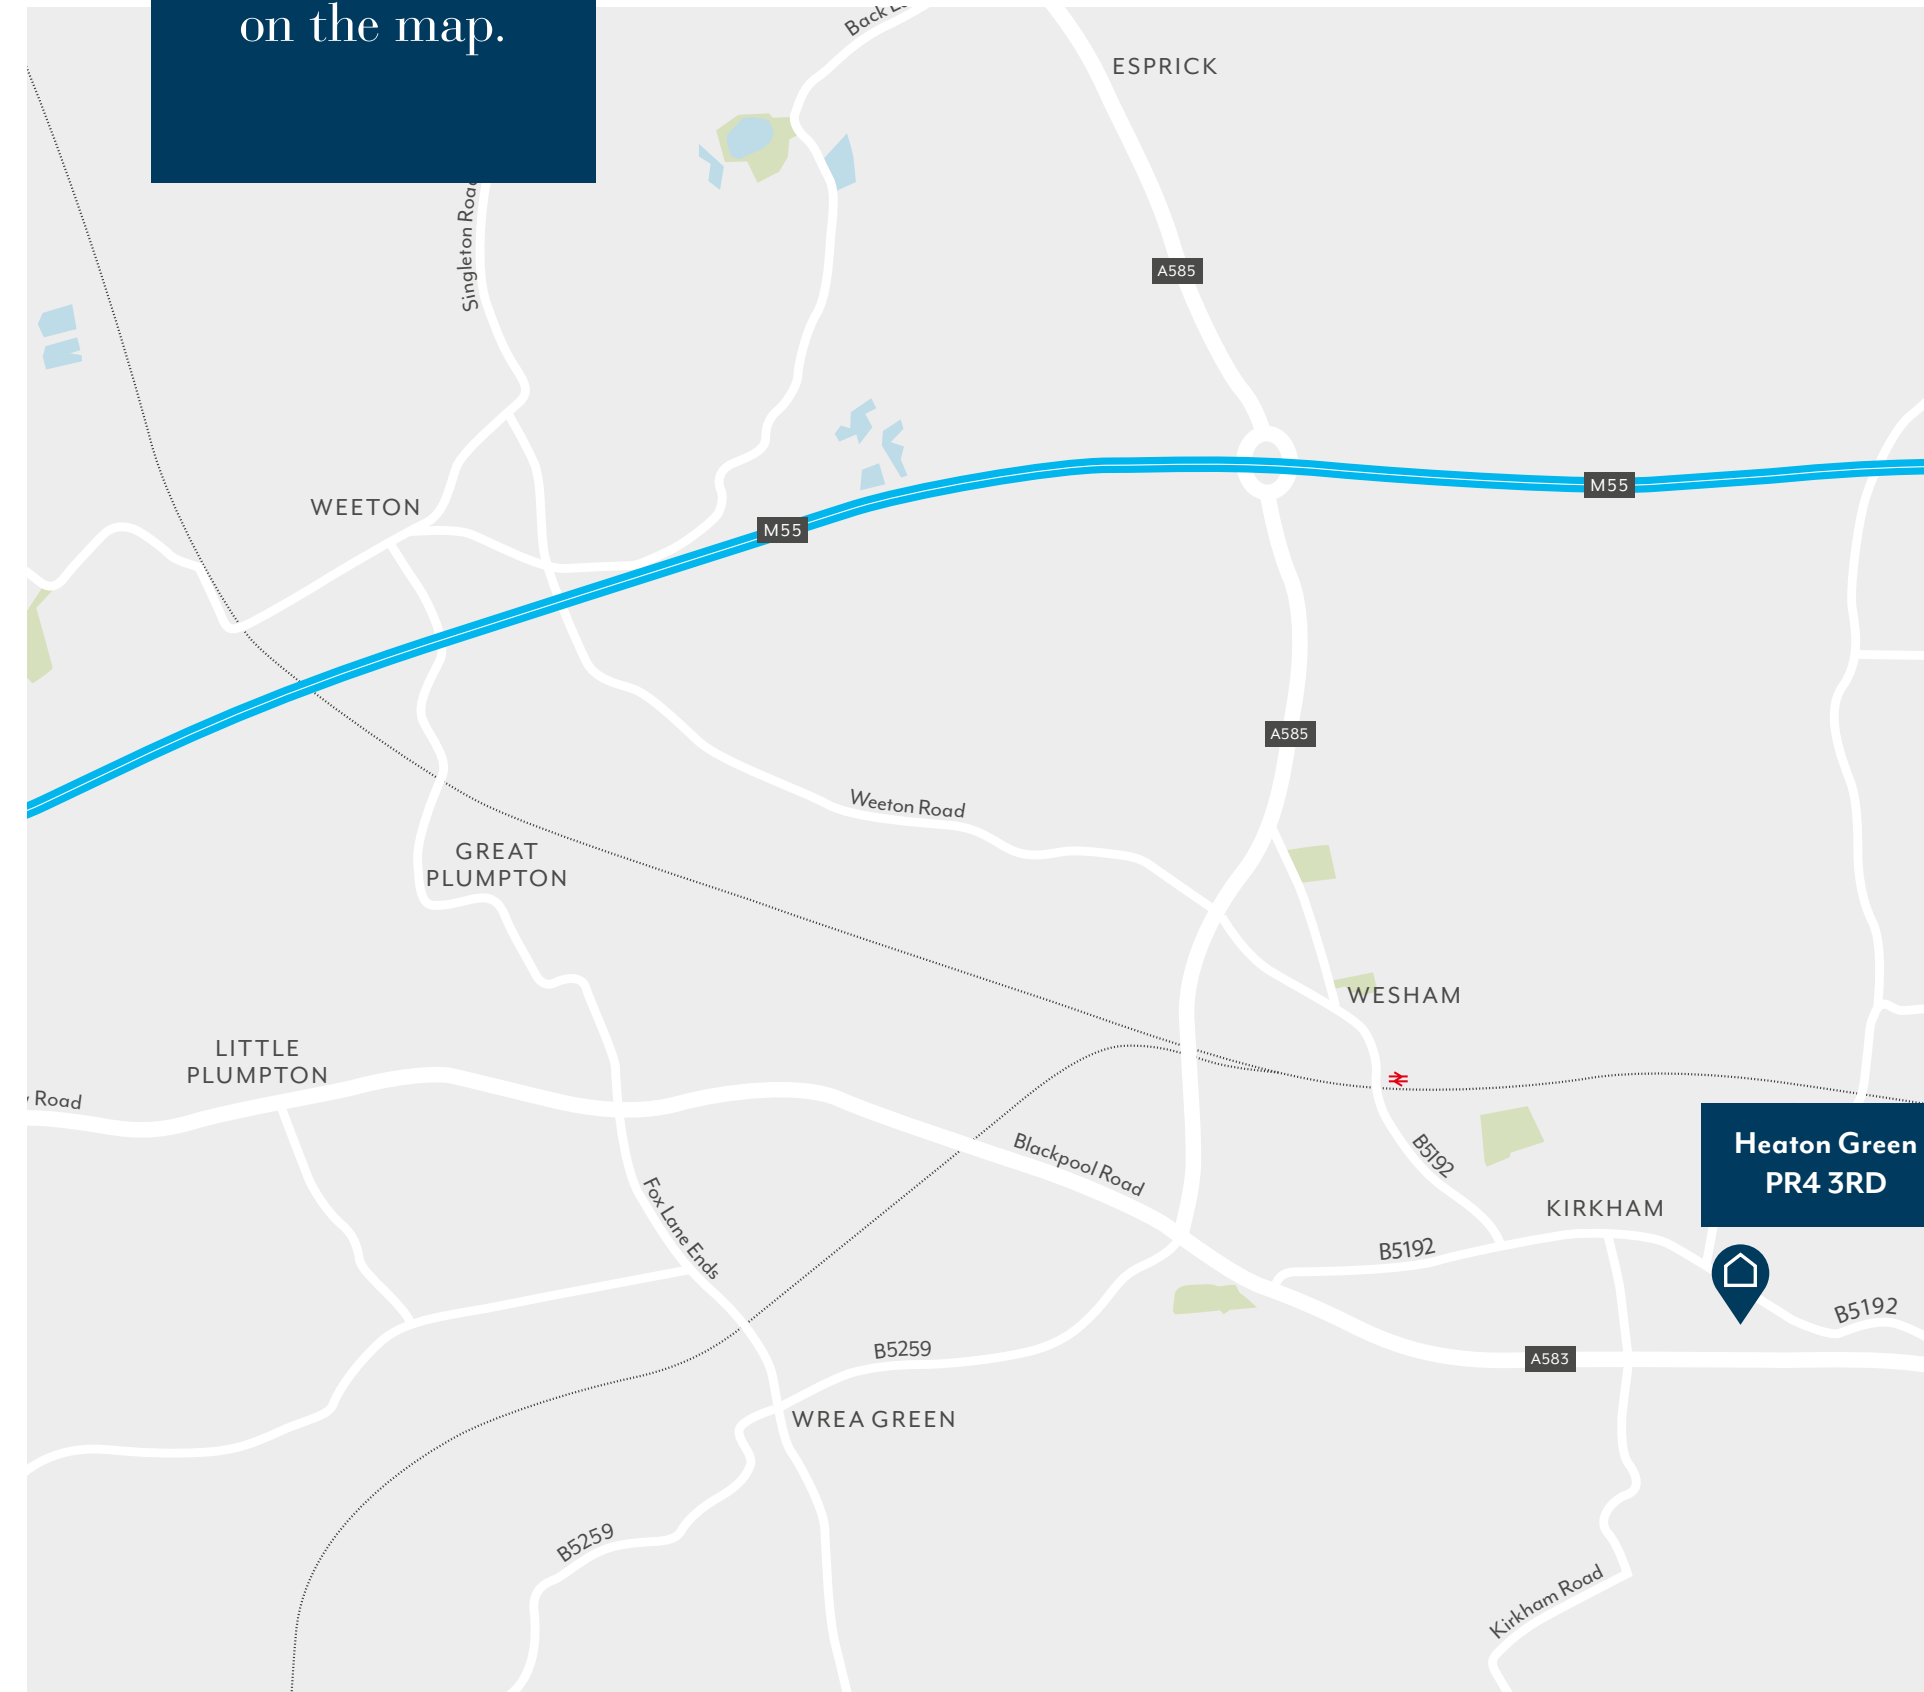 on the map.
Back
ESPRICK
Singleton Road
A585
WEETON
M55
M55
A585
Weeton Road
GREAT
PLUMPTON
WESHAM
LITTLE
PLUMPTON
Road
Blackpool Road
B5192
Heaton Green
PR4 3RD
Fox Lane Ends
KIRKHAM
B5192
B5192
B5259
A583
WREA GREEN
B5259
Kirkham Road